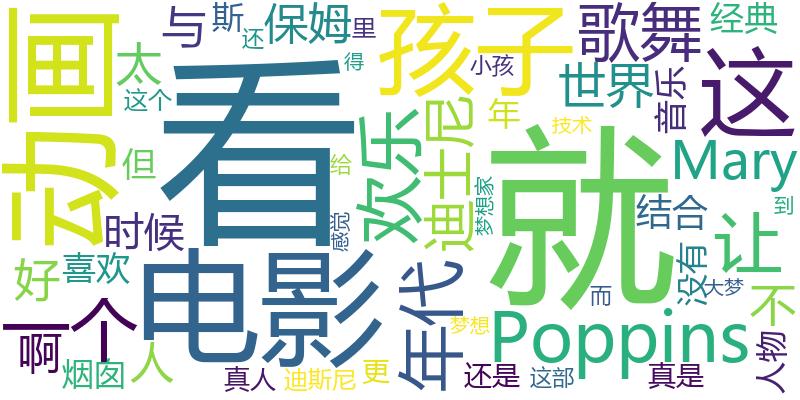 动画
与
斯
还
保姆
里
孩子
歌舞
经典
太
这个
得
小孩
世界
音乐
这
看
欢乐
迪士尼
年
技术
就
Mary
但
给
梦想家
时候
感觉
结合
让
到
好
喜欢
电影
年代
没有
大梦
而
不
一个
啊
Poppins
梦想
人物
烟囱
人
真人
迪斯尼
更
还是
这部
真是